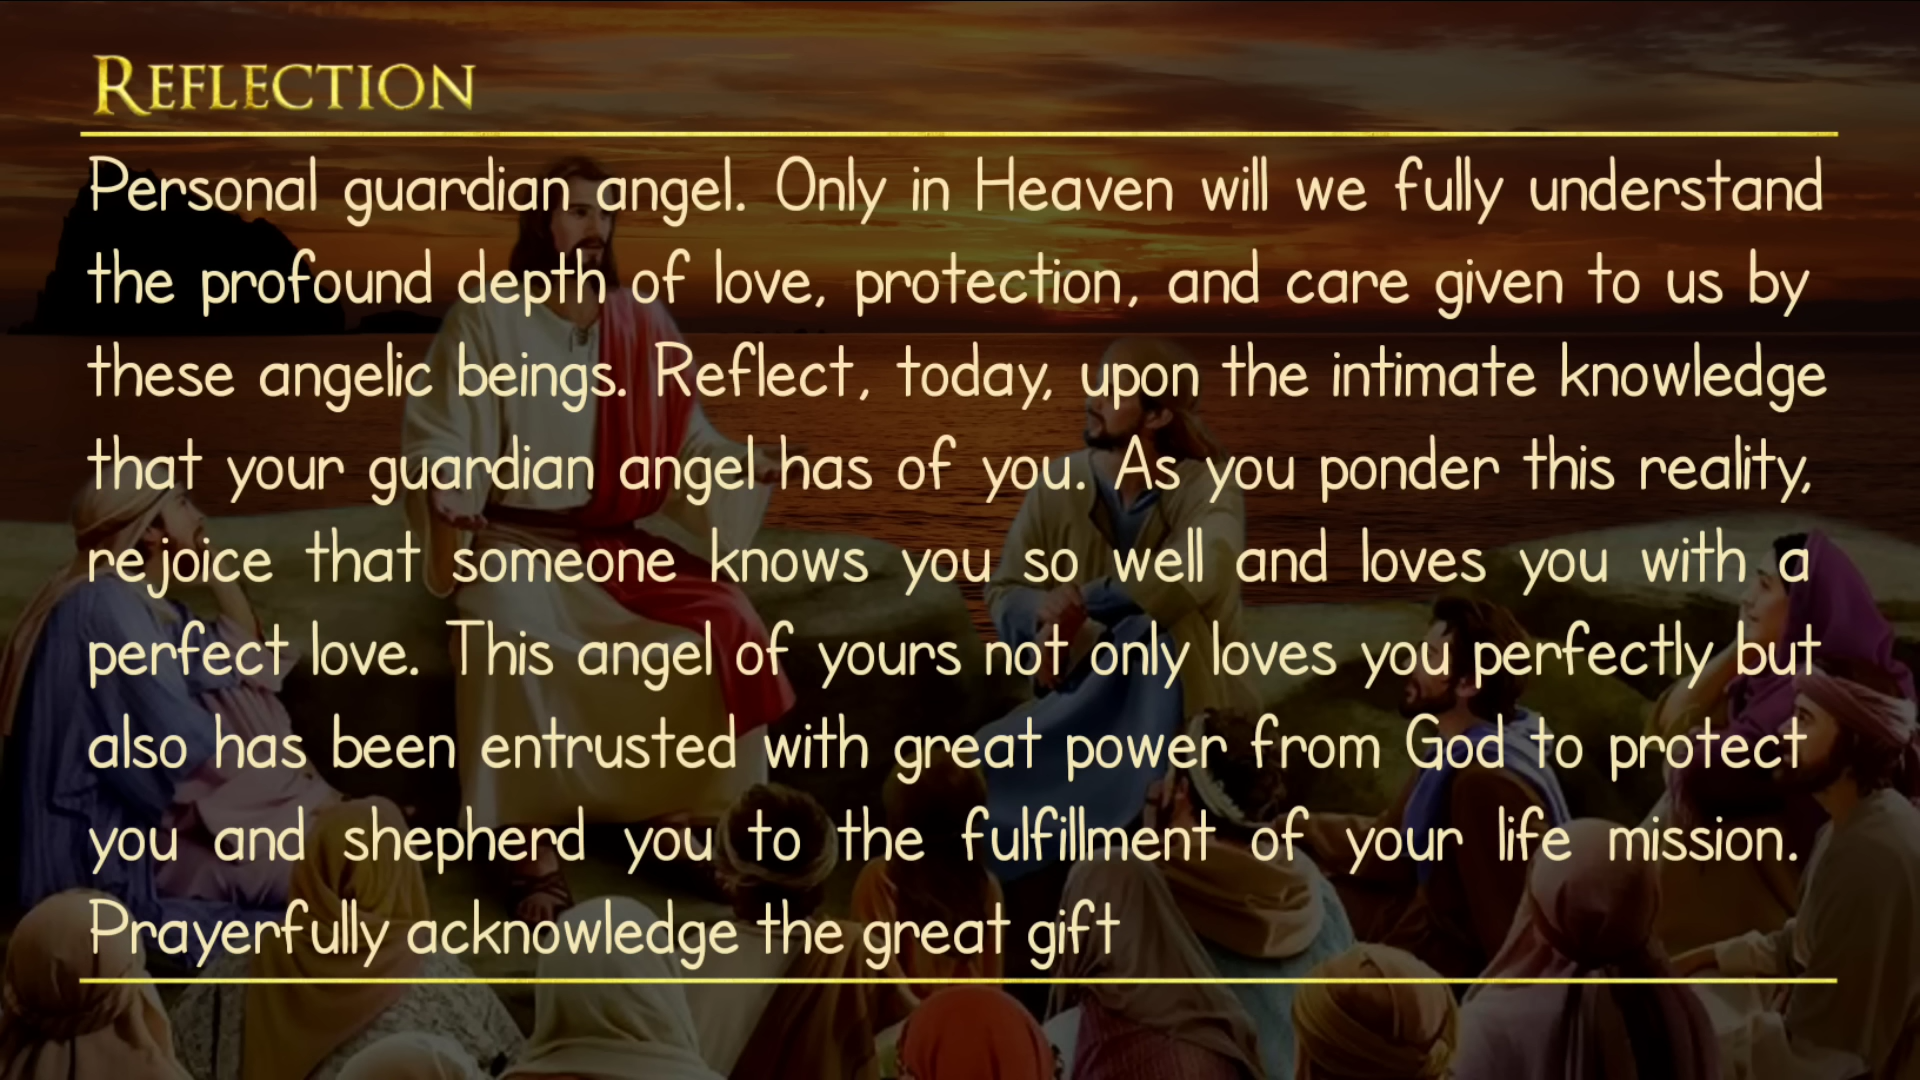 REFLECTION
Personal guardian angel. Only in Heaven will we fully understand
the profound depth of love, protection, and care given to us by
these angelic beings. Reflect, today, upon the intimate knowledge
that your guardian angel has of you. As you ponder this reality,
rejoice that someone knows you so well and loves you with a
perfect love. This angel of yours not only loves you perfectly but
also has been entrusted with great power from God to protect
you and shepherd you to the fulfillment of your life mission.
Prayerfully acknowledge the great gift